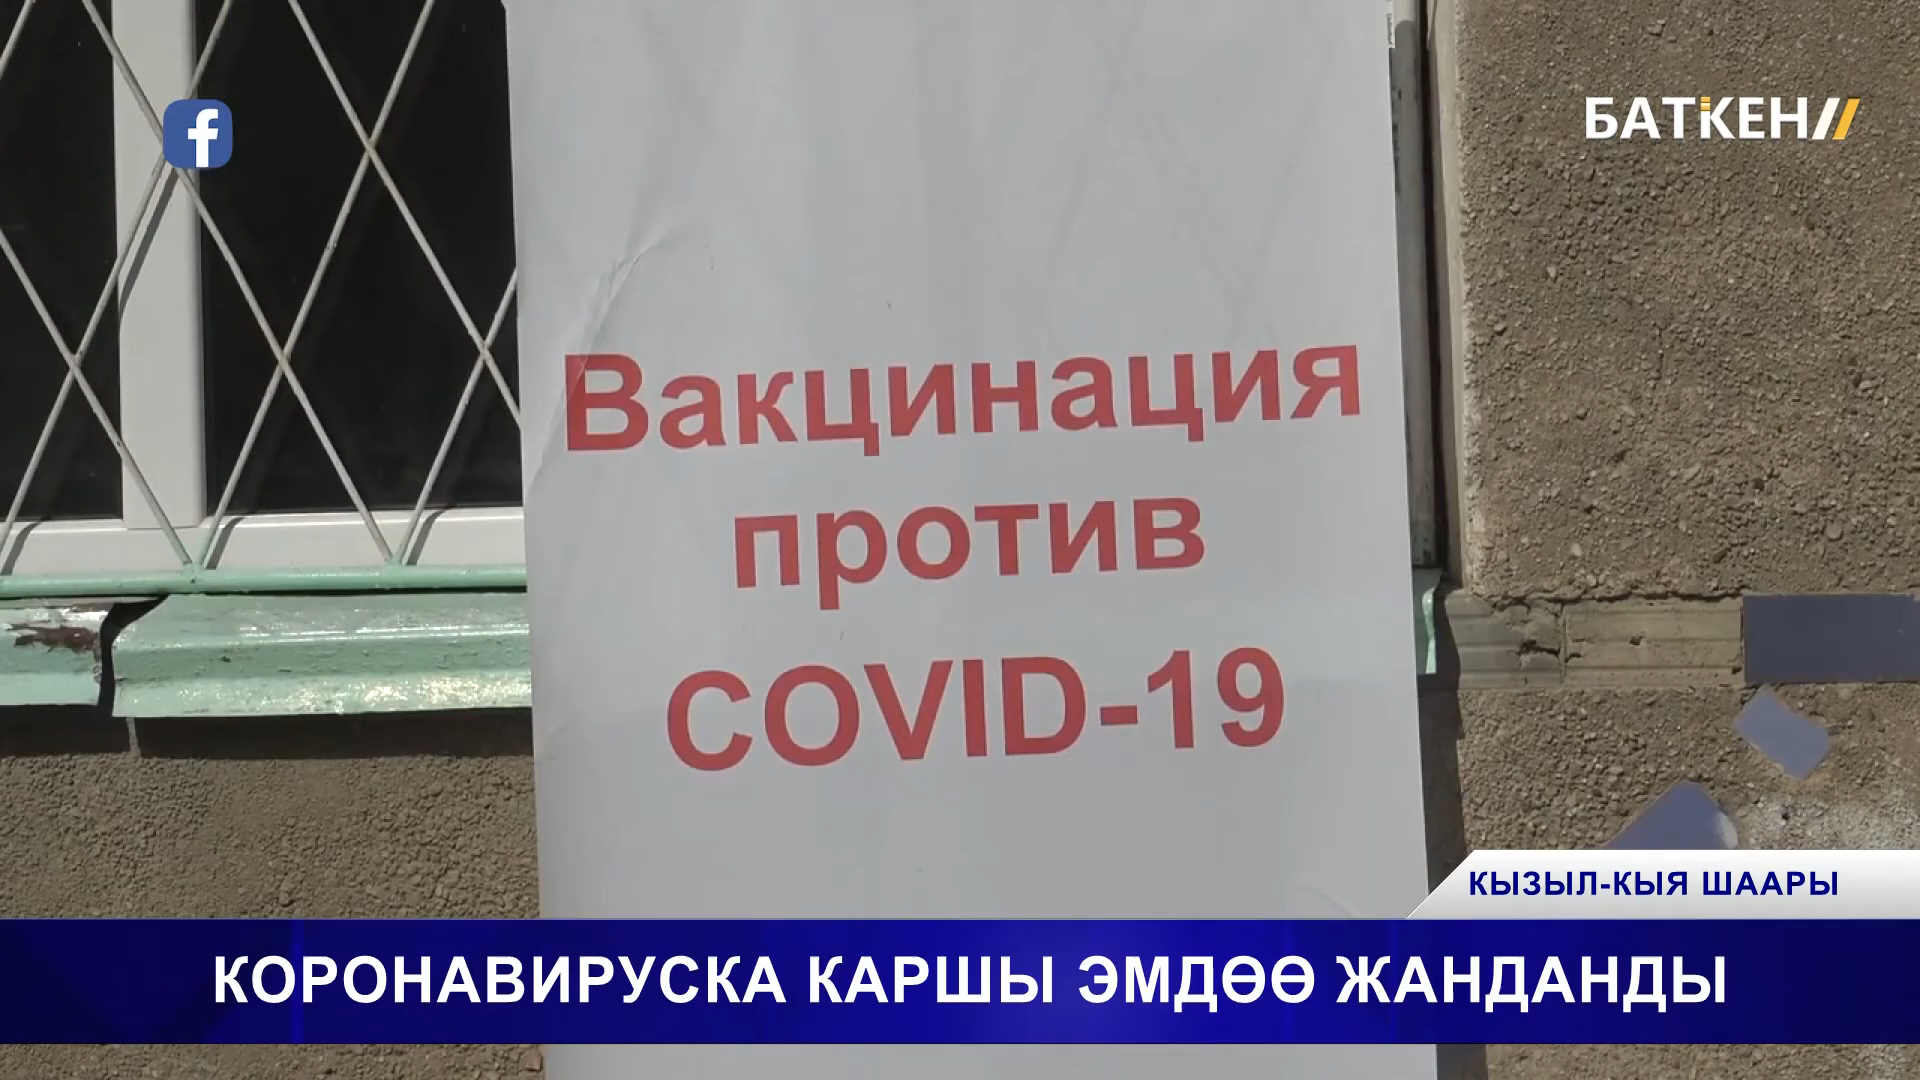 f
БАТКЕН
Вакцинация
против
COVID-19
КЫЗЫЛ-КЫЯ ШААРЫ
КОРОНАВИРУСКА КАРШЫ ЭМДӨӨ ЖАНДАНДЫ